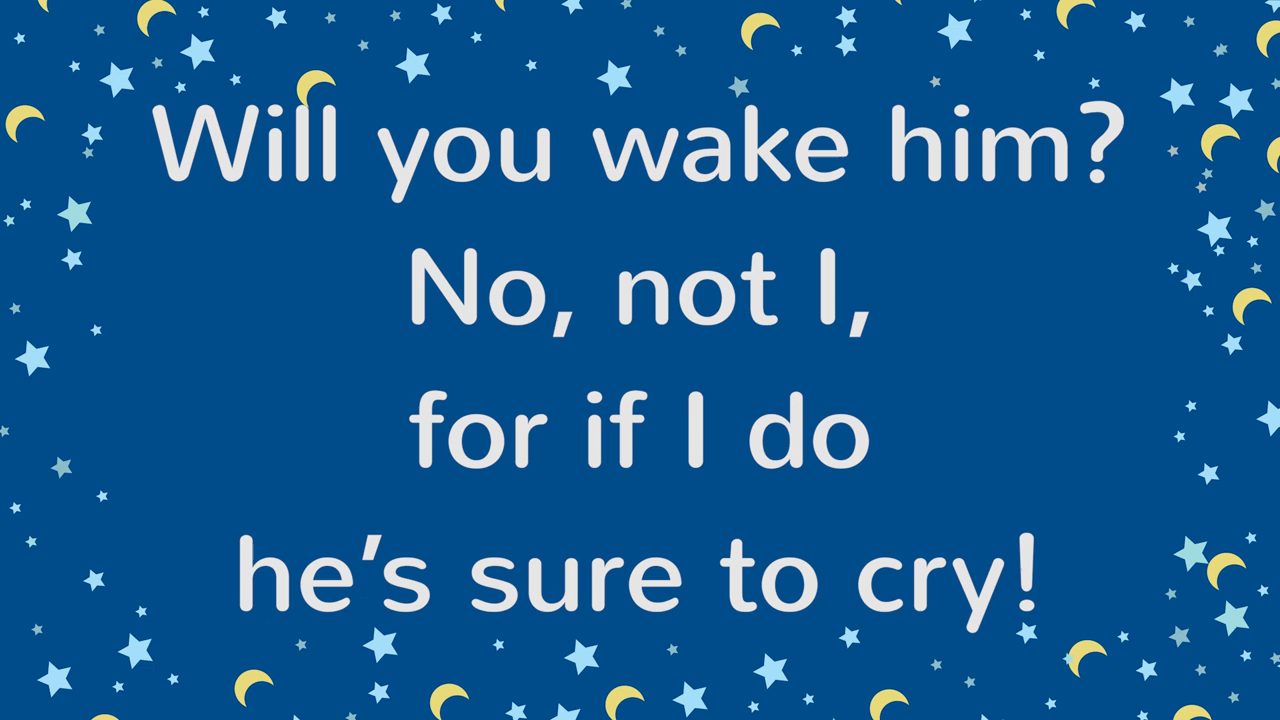 Will you wake him?
No, not I,
for if I do
he's sure to cry!